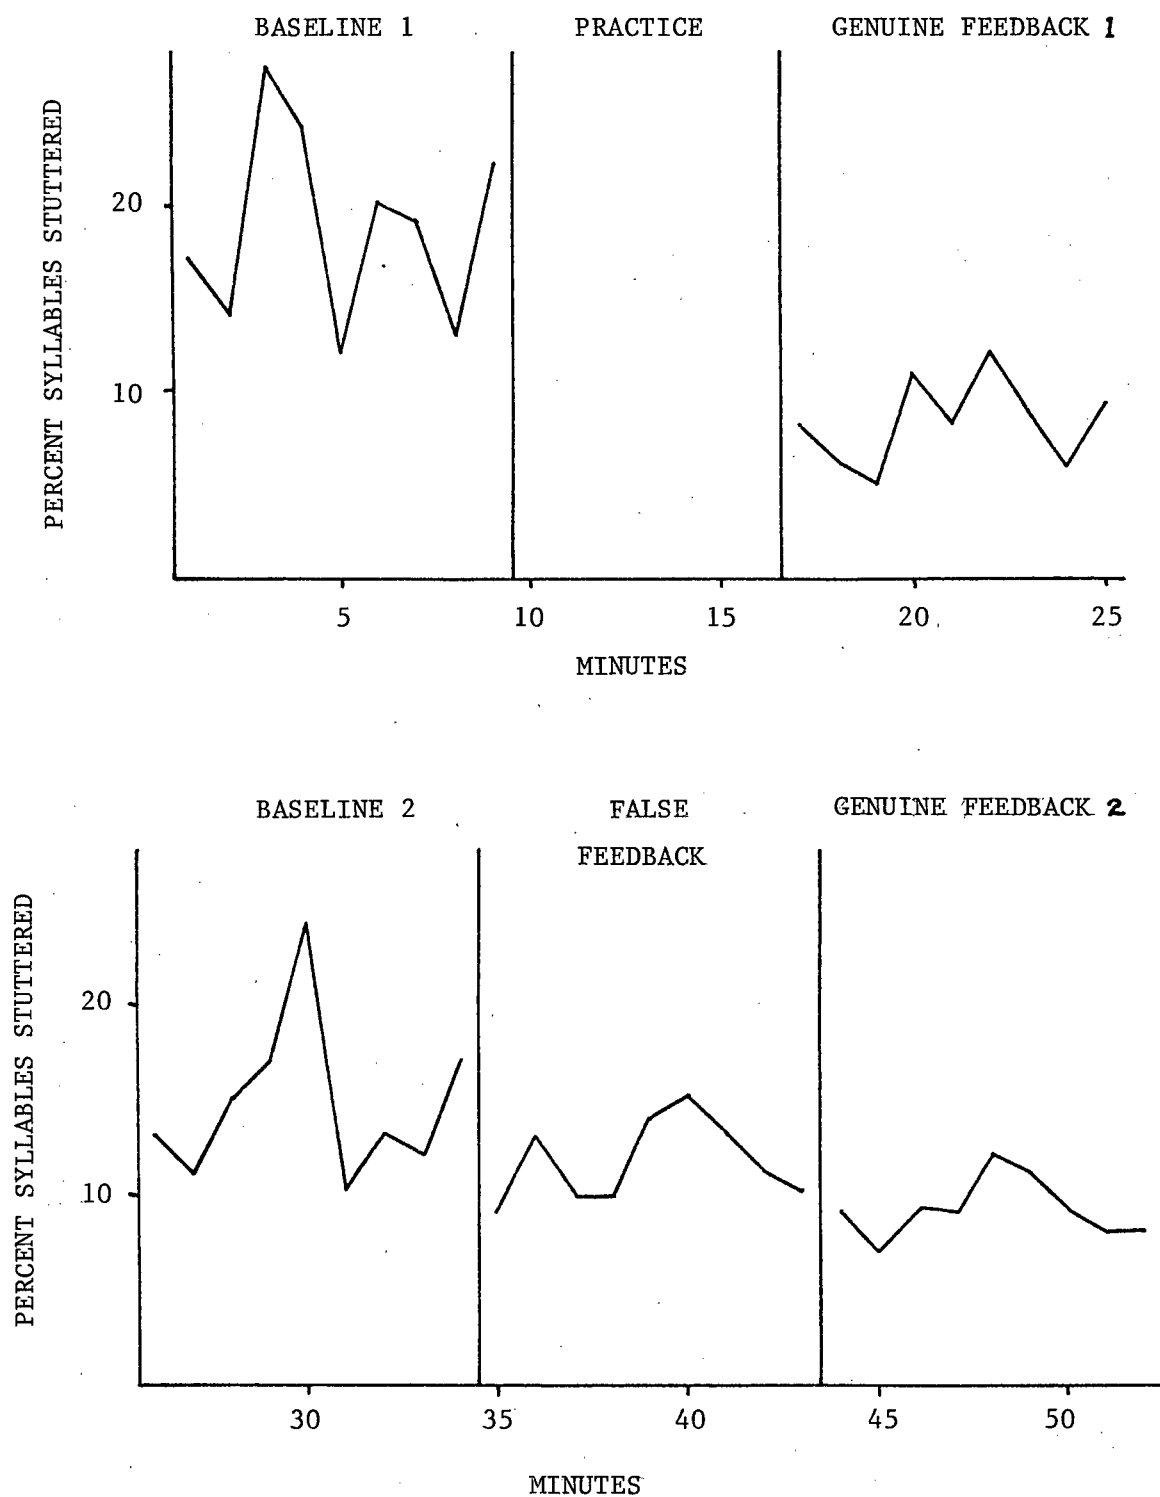 BASELINE 1 PRACTICE GENUINE FEEDBACK 1
PERCENT SYLLABLES STUTTERED
20
10
5 10 15 20 25
MINUTES
BASELINE 2 FALSE GENUINE FEEDBACK 2
FEEDBACK
PERCENT SYLLABLES STUTTERED
20
10
30 35 40 45 50
MINUTES